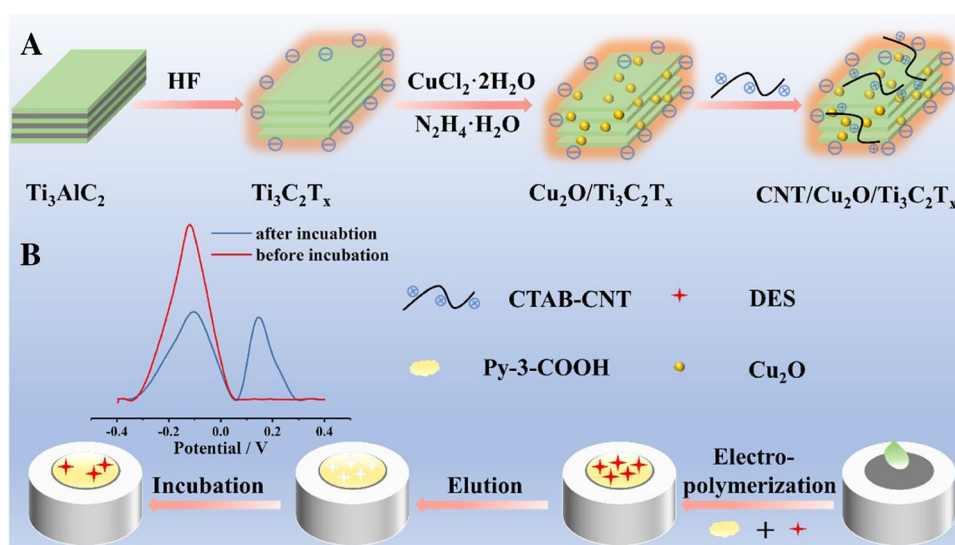 A
HF
CuCl₂·2H₂O
N₂H₄·H₂O
Ti₃AlC₂
Ti₃C₂Tₓ
Cu₂O/Ti₃C₂Tₓ
CNT/Cu₂O/Ti₃C₂Tₓ
B
after incuabtion
before incubation
CTAB-CNT
DES
Py-3-COOH
Cu₂O
-0.4 -0.2 0.0 0.2 0.4
Potential / V
Incubation
Elution
Electro-
polymerization
+